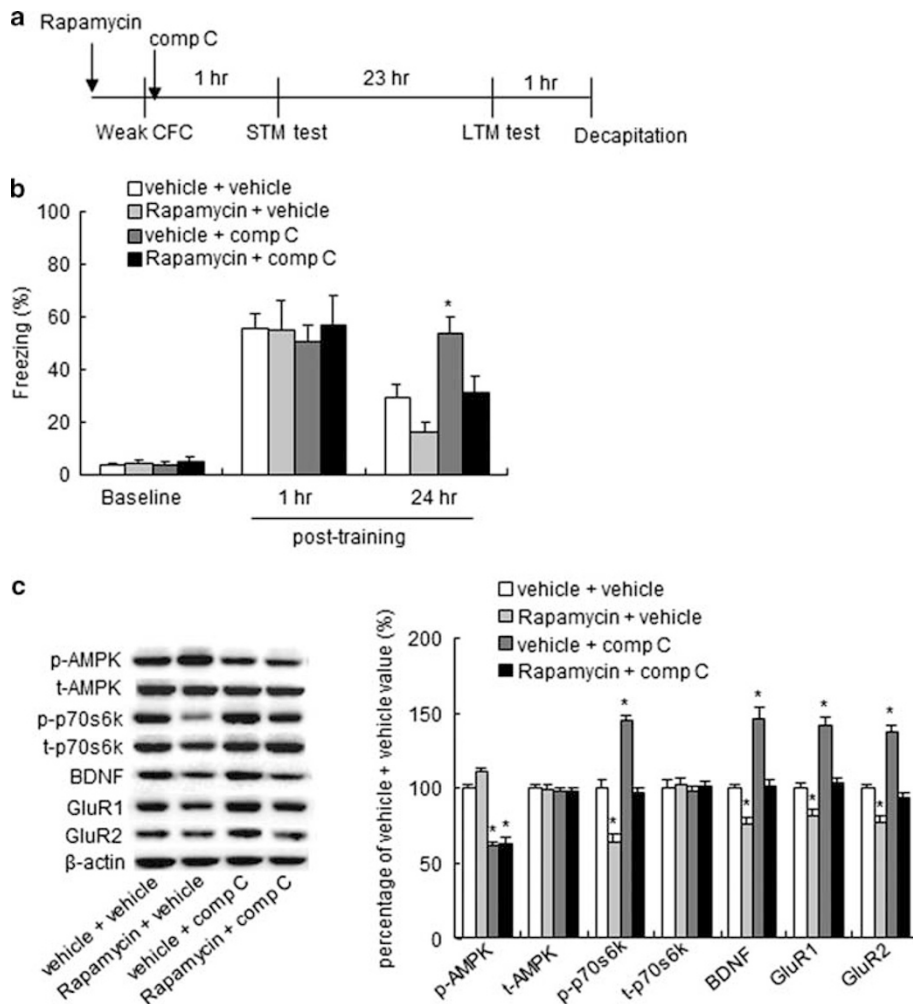 a
Rapamycin
comp C
1 hr
23 hr
1 hr
Weak CFC
STM test
LTM test
Decapitation
b
vehicle + vehicle
Rapamycin + vehicle
vehicle + comp C
Rapamycin + comp C
100
80
60
40
20
0
Freezing (%)
*
Baseline
1 hr
24 hr
post-training
c
p-AMPK
t-AMPK
p-p70s6k
t-p70s6k
BDNF
GluR1
GluR2
β-actin
vehicle + vehicle
Rapamycin + vehicle
vehicle + comp C
Rapamycin + comp C
vehicle + vehicle
Rapamycin + vehicle
vehicle + comp C
Rapamycin + comp C
percentage of vehicle + vehicle value (%)
200
150
100
50
0
* * * * * * * * * *
p-AMPK
t-AMPK
p-p70s6k
t-p70s6k
BDNF
GluR1
GluR2